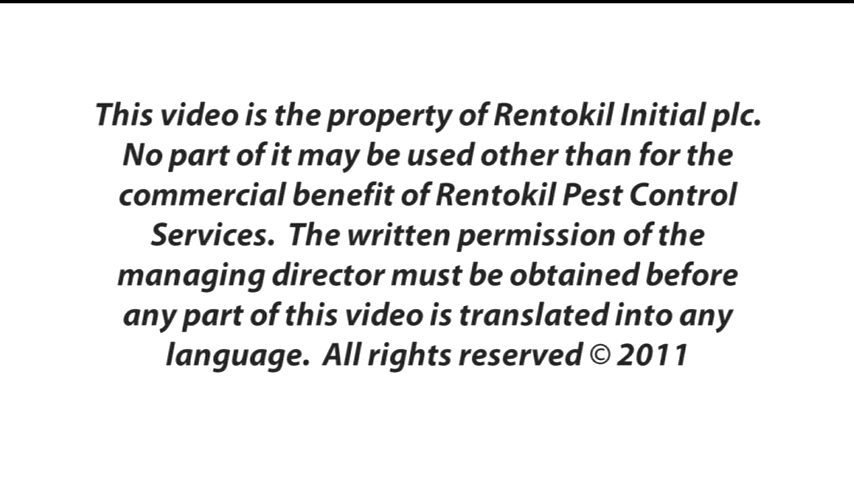 This video is the property of Rentokil Initial plc.
No part of it may be used other than for the
commercial benefit of Rentokil Pest Control
Services.  The written permission of the
managing director must be obtained before
any part of this video is translated into any
language.  All rights reserved © 2011